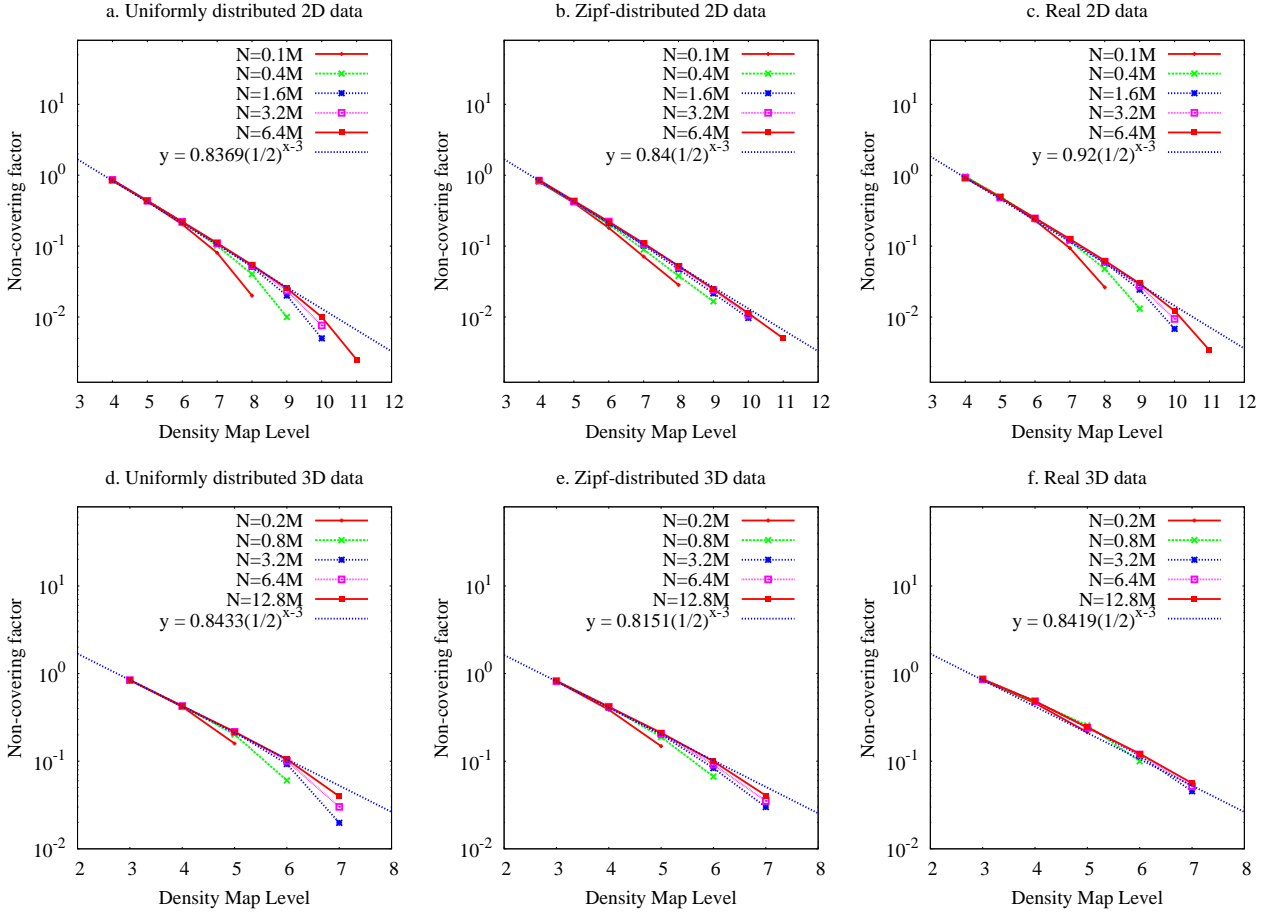 a. Uniformly distributed 2D data
Non-covering factor
10^1
10^0
10^-1
10^-2
N=0.1M
N=0.4M
N=1.6M
N=3.2M
N=6.4M
y = 0.8369(1/2)^x-3
3 4 5 6 7 8 9 10 11 12
Density Map Level
b. Zipf-distributed 2D data
Non-covering factor
10^1
10^0
10^-1
10^-2
N=0.1M
N=0.4M
N=1.6M
N=3.2M
N=6.4M
y = 0.84(1/2)^x-3
3 4 5 6 7 8 9 10 11 12
Density Map Level
c. Real 2D data
Non-covering factor
10^1
10^0
10^-1
10^-2
N=0.1M
N=0.4M
N=1.6M
N=3.2M
N=6.4M
y = 0.92(1/2)^x-3
3 4 5 6 7 8 9 10 11 12
Density Map Level
d. Uniformly distributed 3D data
Non-covering factor
10^1
10^0
10^-1
10^-2
N=0.2M
N=0.8M
N=3.2M
N=6.4M
N=12.8M
y = 0.8433(1/2)^x-3
2 3 4 5 6 7 8
Density Map Level
e. Zipf-distributed 3D data
Non-covering factor
10^1
10^0
10^-1
10^-2
N=0.2M
N=0.8M
N=3.2M
N=6.4M
N=12.8M
y = 0.8151(1/2)^x-3
2 3 4 5 6 7 8
Density Map Level
f. Real 3D data
Non-covering factor
10^1
10^0
10^-1
10^-2
N=0.2M
N=0.8M
N=3.2M
N=6.4M
N=12.8M
y = 0.8419(1/2)^x-3
2 3 4 5 6 7 8
Density Map Level